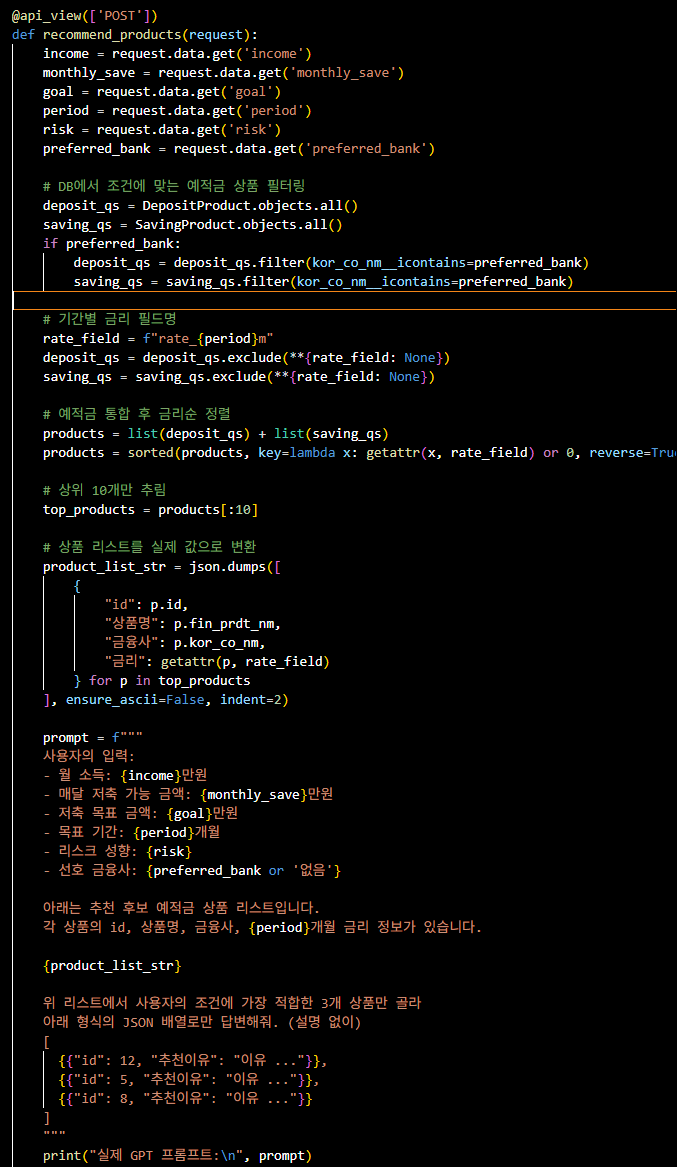 @api_view(['POST'])
def recommend_products(request):
    income = request.data.get('income')
    monthly_save = request.data.get('monthly_save')
    goal = request.data.get('goal')
    period = request.data.get('period')
    risk = request.data.get('risk')
    preferred_bank = request.data.get('preferred_bank')

    # DB에서 조건에 맞는 예적금 상품 필터링
    deposit_qs = DepositProduct.objects.all()
    saving_qs = SavingProduct.objects.all()
    if preferred_bank:
        deposit_qs = deposit_qs.filter(kor_co_nm__icontains=preferred_bank)
        saving_qs = saving_qs.filter(kor_co_nm__icontains=preferred_bank)

    # 기간별 금리 필드명
    rate_field = f"rate_{period}m"
    deposit_qs = deposit_qs.exclude(**{rate_field: None})
    saving_qs = saving_qs.exclude(**{rate_field: None})

    # 예적금 통합 후 금리순 정렬
    products = list(deposit_qs) + list(saving_qs)
    products = sorted(products, key=lambda x: getattr(x, rate_field) or 0, reverse=Tru

    # 상위 10개만 추림
    top_products = products[:10]

    # 상품 리스트를 실제 값으로 변환
    product_list_str = json.dumps([
        {
            "id": p.id,
            "상품명": p.fin_prdt_nm,
            "금융사": p.kor_co_nm,
            "금리": getattr(p, rate_field)
        } for p in top_products
    ], ensure_ascii=False, indent=2)

    prompt = f"""
    사용자의 입력:
    - 월 소득: {income}만원
    - 매달 저축 가능 금액: {monthly_save}만원
    - 저축 목표 금액: {goal}만원
    - 목표 기간: {period}개월
    - 리스크 성향: {risk}
    - 선호 금융사: {preferred_bank or '없음'}

    아래는 추천 후보 예적금 상품 리스트입니다.
    각 상품의 id, 상품명, 금융사, {period}개월 금리 정보가 있습니다.

    {product_list_str}

    위 리스트에서 사용자의 조건에 가장 적합한 3개 상품만 골라
    아래 형식의 JSON 배열로만 답변해줘. (설명 없이)
    [
      {{"id": 12, "추천이유": "이유 ..."}},
      {{"id": 5, "추천이유": "이유 ..."}},
      {{"id": 8, "추천이유": "이유 ..."}}
    ]
    """
    print("실제 GPT 프롬프트:\n", prompt)